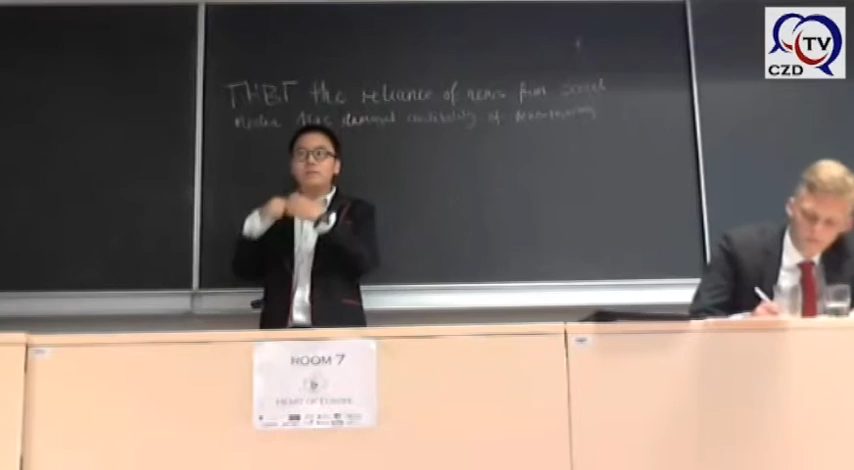 TV
CZD
THBT the reliance of news from social
media has damaged credibility of
ROOM 7
HEART OF EUROPE